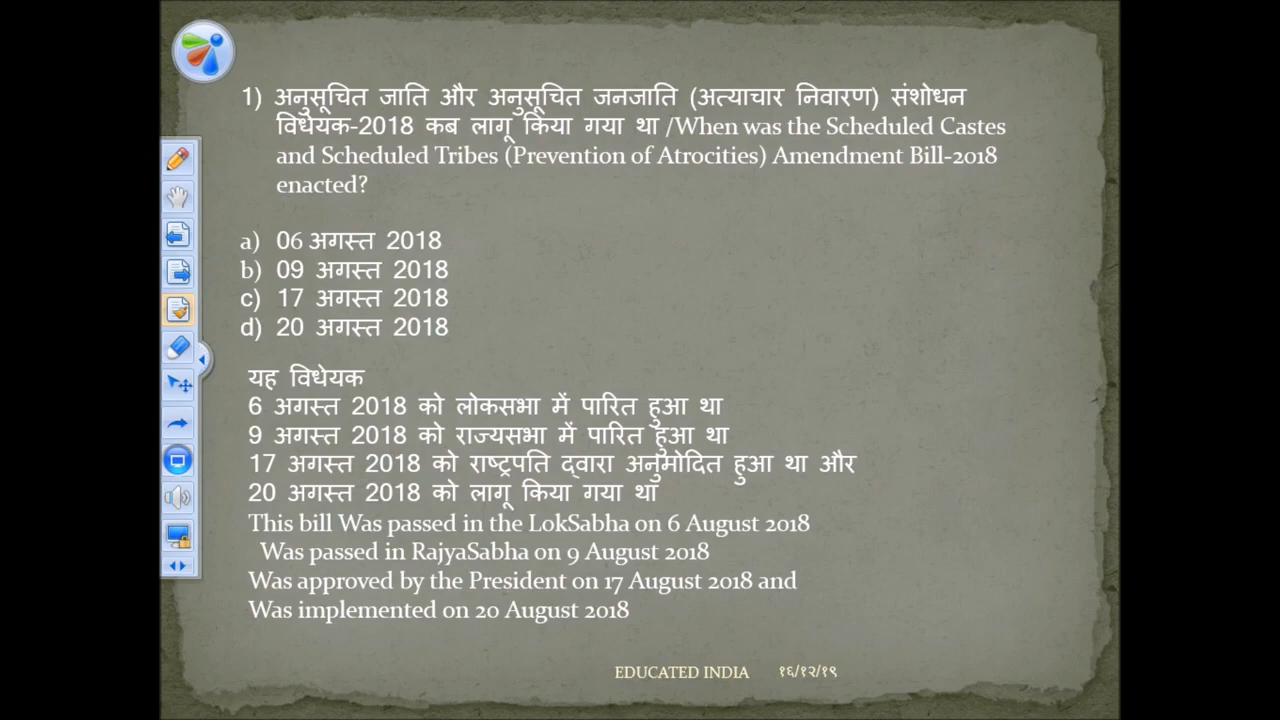 1) अनुसूचित जाति और अनुसूचित जनजाति (अत्याचार निवारण) संशोधन
विधेयक-2018 कब लागू किया गया था /When was the Scheduled Castes
and Scheduled Tribes (Prevention of Atrocities) Amendment Bill-2018
enacted?
a) 06 अगस्त 2018
b) 09 अगस्त 2018
c) 17 अगस्त 2018
d) 20 अगस्त 2018
यह विधेयक
6 अगस्त 2018 को लोकसभा में पारित हुआ था
9 अगस्त 2018 को राज्यसभा में पारित हुआ था
17 अगस्त 2018 को राष्ट्रपति द्वारा अनुमोदित हुआ था और
20 अगस्त 2018 को लागू किया गया था
This bill Was passed in the LokSabha on 6 August 2018
Was passed in RajyaSabha on 9 August 2018
Was approved by the President on 17 August 2018 and
Was implemented on 20 August 2018
EDUCATED INDIA १६/१२/१९